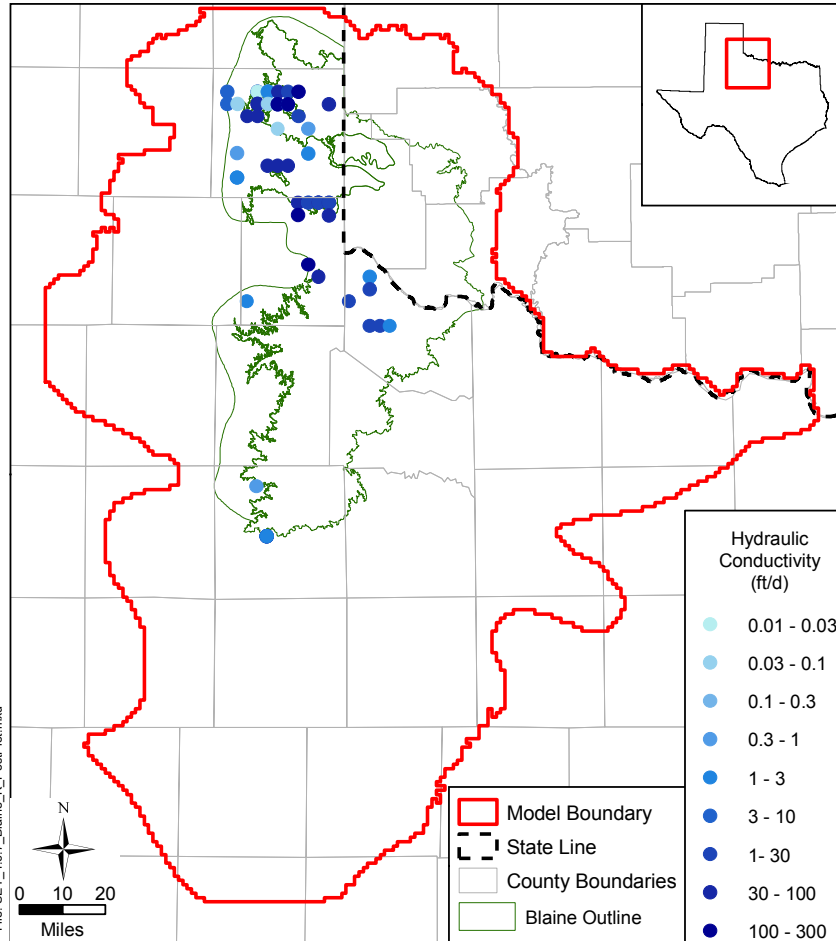 Hydraulic
Conductivity
(ft/d)
0.01 - 0.03
0.03 - 0.1
0.1 - 0.3
0.3 - 1
1 - 3
3 - 10
1- 30
30 - 100
100 - 300
Model Boundary
State Line
County Boundaries
Blaine Outline
N
0 10 20
Miles